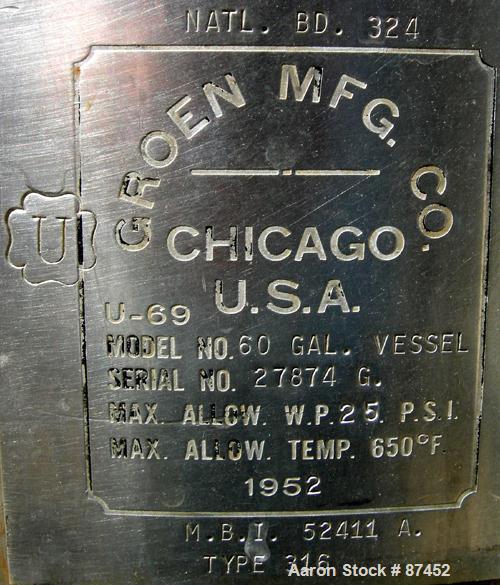 NATL. BD. 324
GROEN MFG. CO.
CHICAGO
U
U.S.A.
U-69
MODEL NO. 60 GAL. VESSEL
SERIAL NO. 27874 G.
MAX. ALLOW. W.P. 25. P.S.I.
MAX. ALLOW. TEMP. 650°F.
1952
M.B.I. 52411 A.
TYPE 316
Aaron Stock # 87452